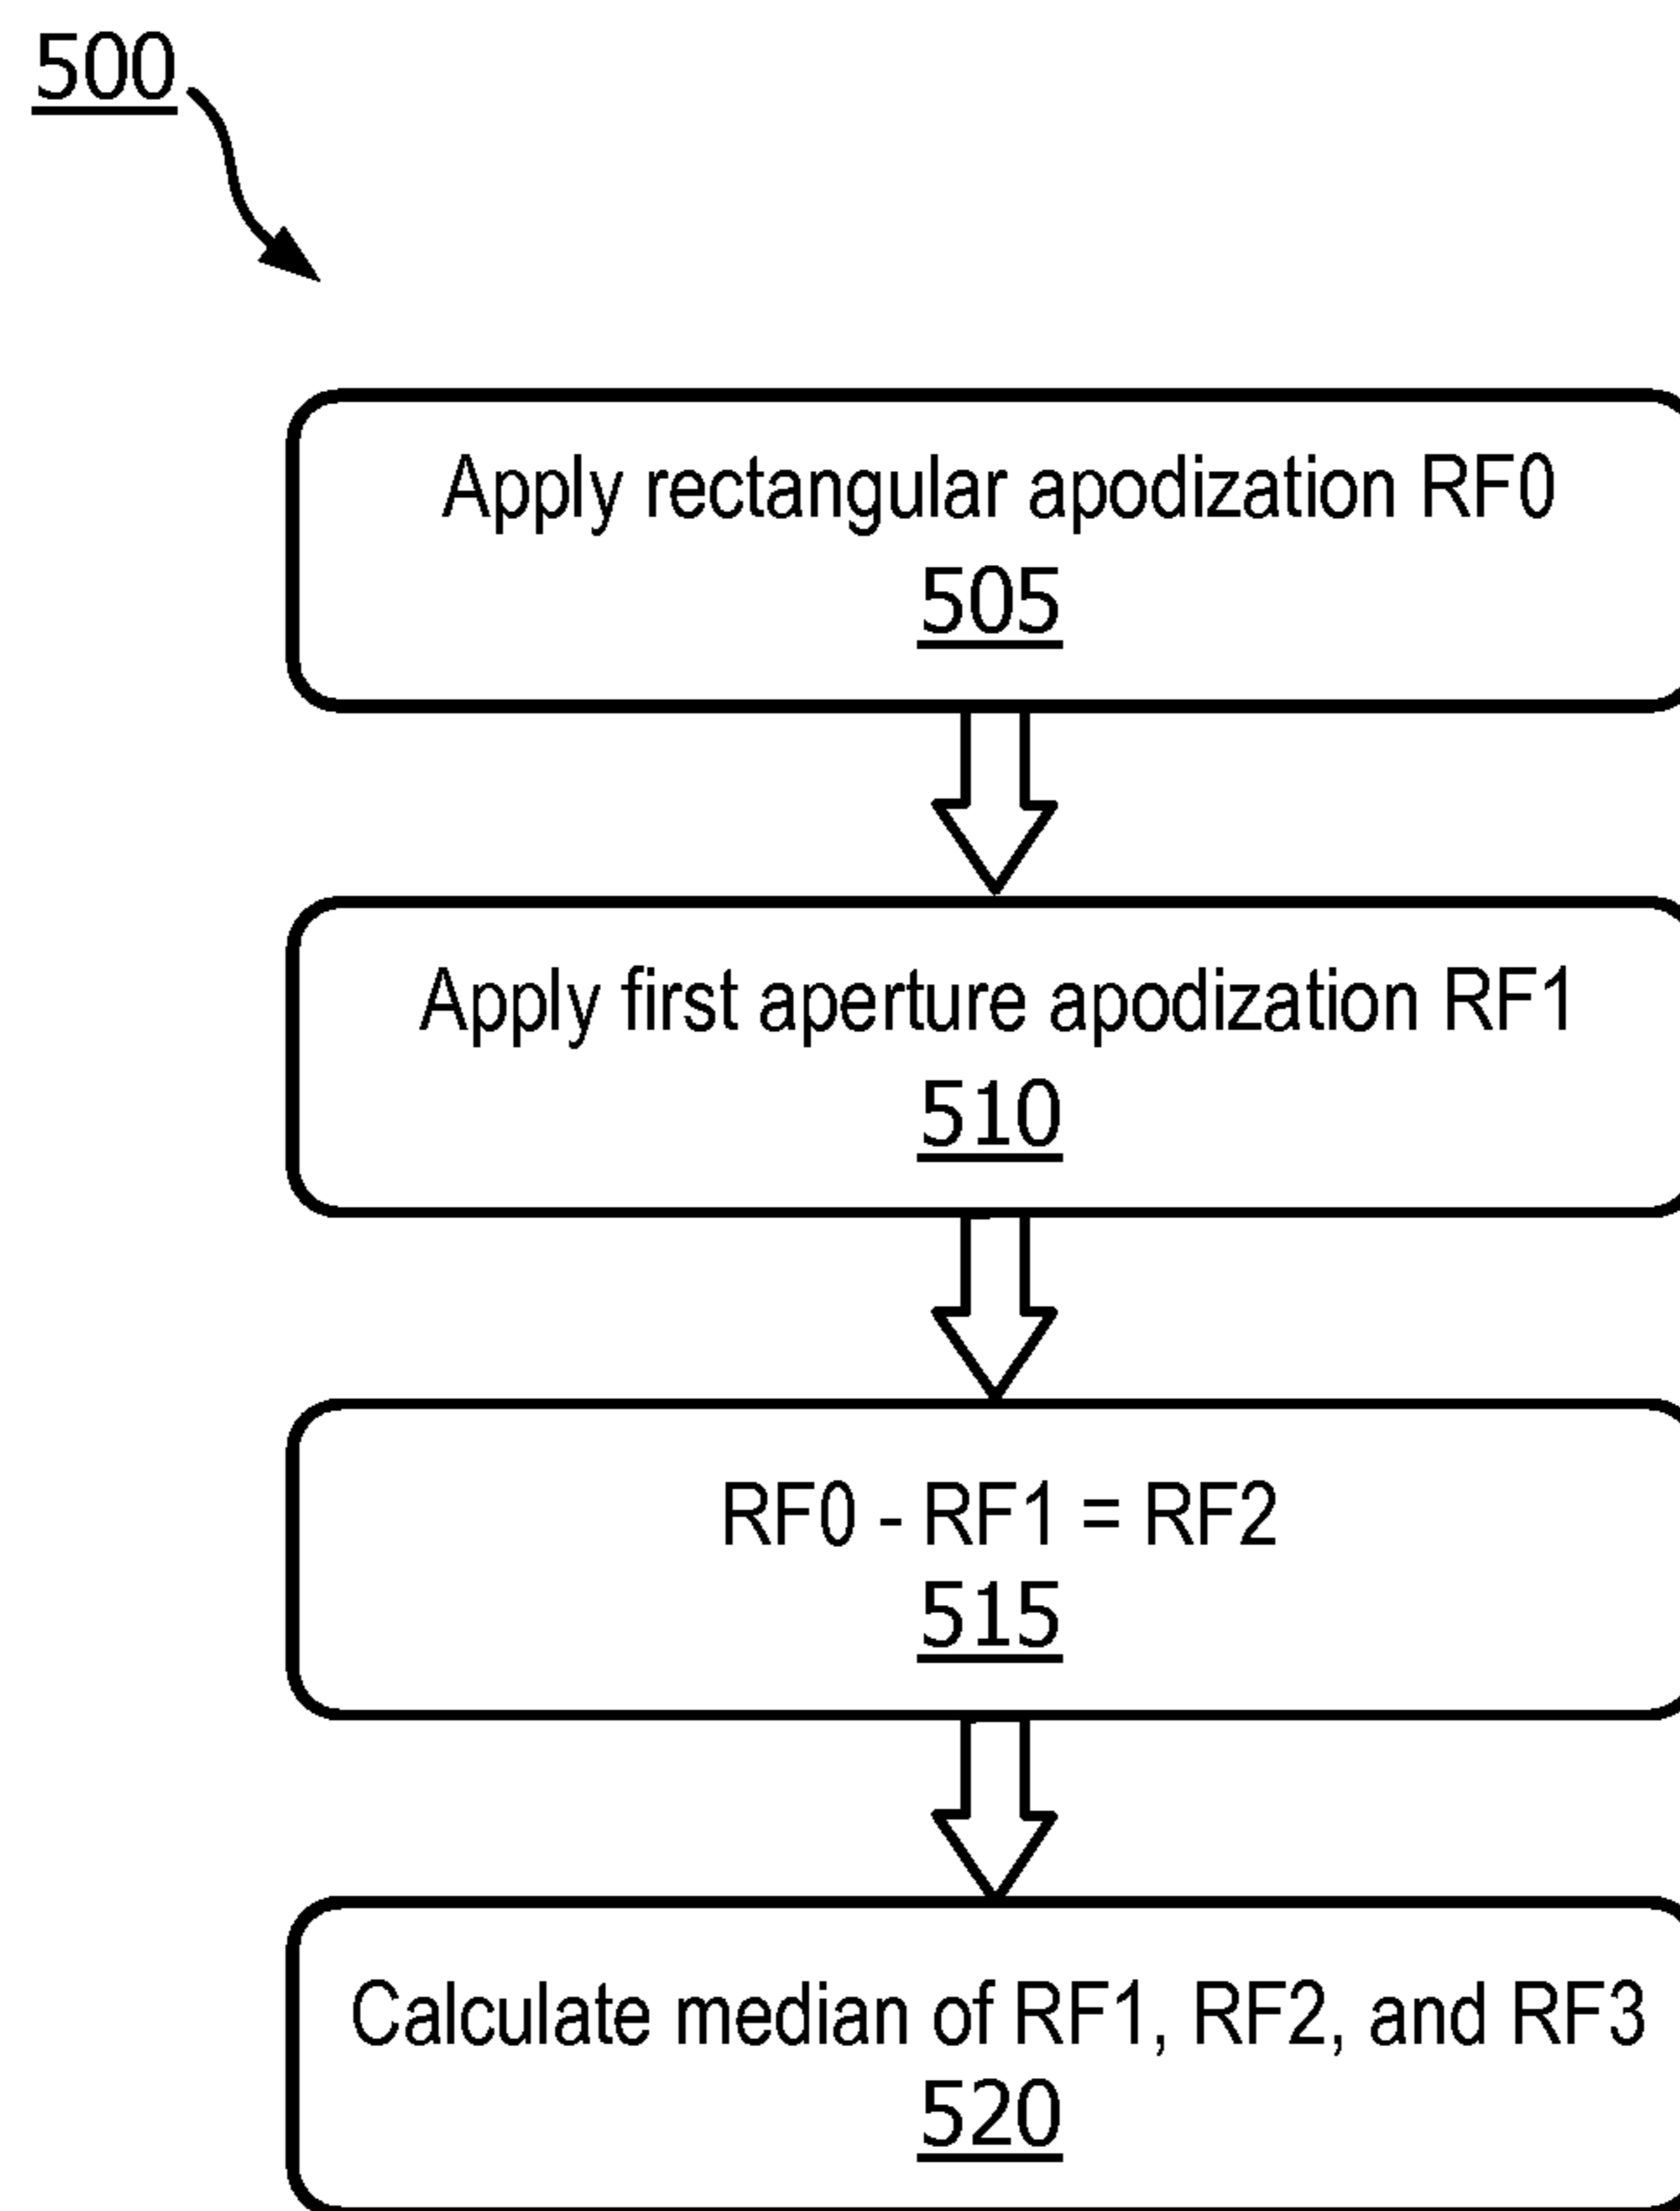 500
Apply rectangular apodization RF0
505
Apply first aperture apodization RF1
510
RF0 - RF1 = RF2
515
Calculate median of RF1, RF2, and RF3
520